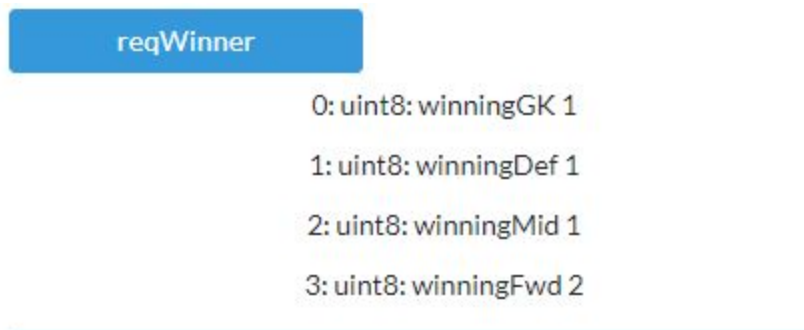 reqWinner
0: uint8: winningGK 1
1: uint8: winningDef 1
2: uint8: winningMid 1
3: uint8: winningFwd 2